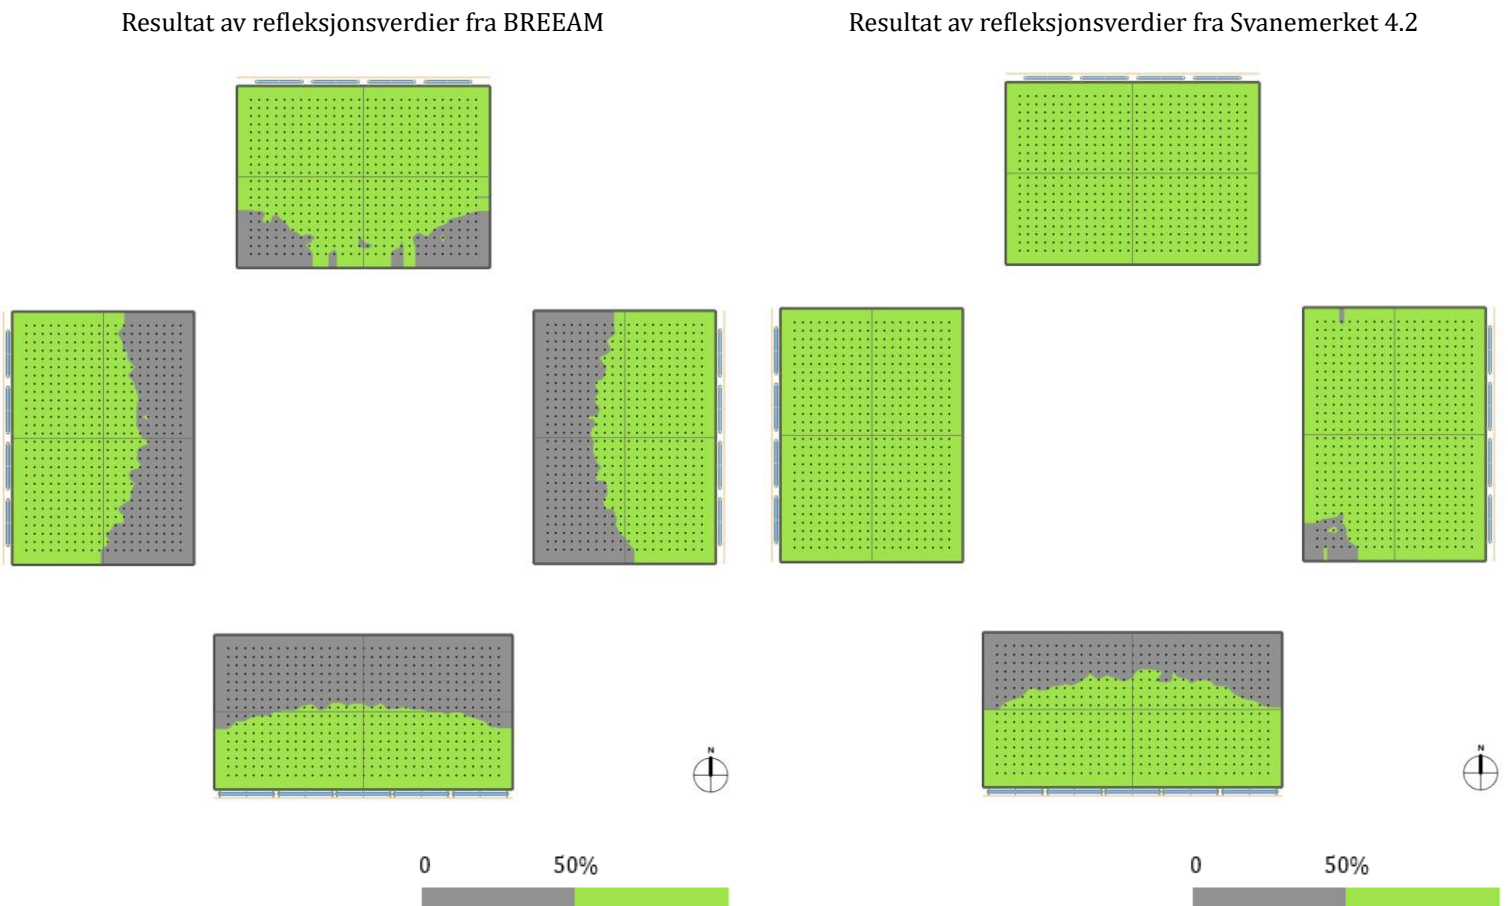 Resultat av refleksjonsverdier fra BREEAM
Resultat av refleksjonsverdier fra Svanemerket 4.2
N
N
0 50%
0 50%